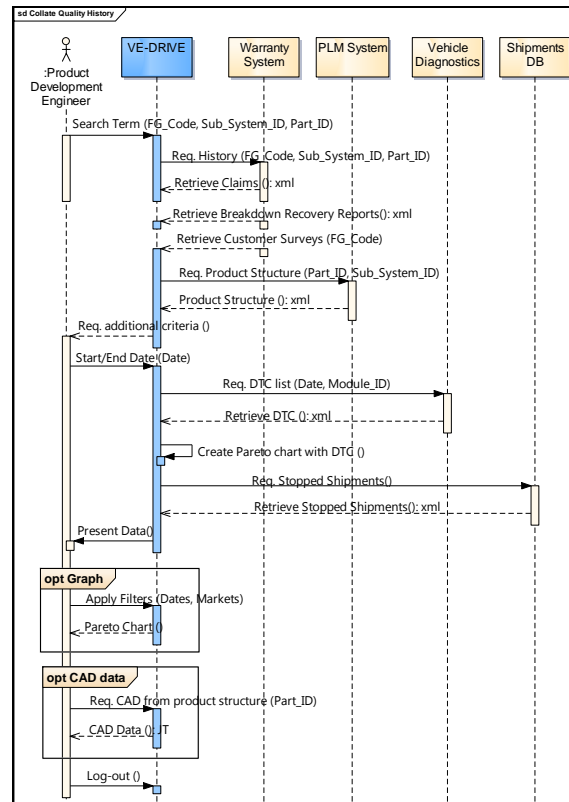 sd Collate Quality History
:Product
Development
Engineer
VE-DRIVE
Warranty
System
PLM System
Vehicle
Diagnostics
Shipments
DB
Search Term (FG_Code, Sub_System_ID, Part_ID)
Req. History (FG_Code, Sub_System_ID, Part_ID)
Retrieve Claims (): xml
Retrieve Breakdown Recovery Reports(): xml
Retrieve Customer Surveys (FG_Code)
Req. Product Structure (Part_ID, Sub_System_ID)
Product Structure (): xml
Req. additional criteria ()
Start/End Date (Date)
Req. DTC list (Date, Module_ID)
Retrieve DTC (): xml
Create Pareto chart with DTC ()
Req. Stopped Shipments()
Retrieve Stopped Shipments(): xml
Present Data()
opt Graph
Apply Filters (Dates, Markets)
Pareto Chart ()
opt CAD data
Req. CAD from product structure (Part_ID)
CAD Data (): JT
Log-out ()